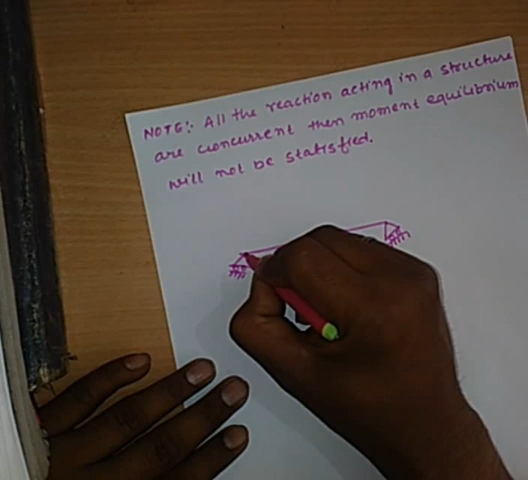 NOTE:- All the reaction acting in a structure
are concurrent then moment equilibrium
will not be statisfied.